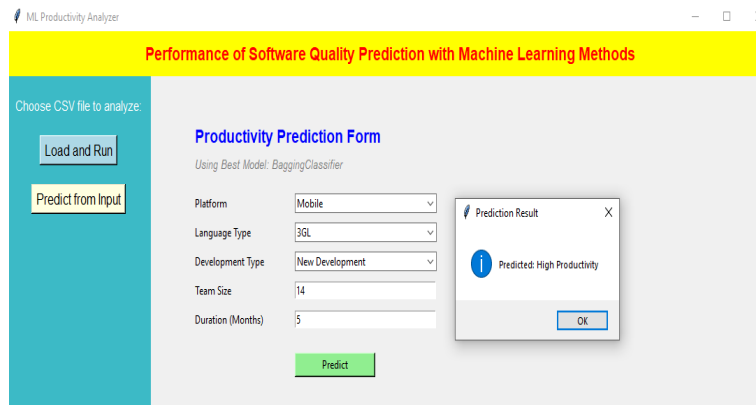 ML Productivity Analyzer
Performance of Software Quality Prediction with Machine Learning Methods
Choose CSV file to analyze:
Load and Run
Predict from Input
Productivity Prediction Form
Using Best Model: BaggingClassifier
Platform Mobile
Language Type 3GL
Development Type New Development
Team Size 14
Duration (Months) 5
Predict
Prediction Result
Predicted: High Productivity
OK